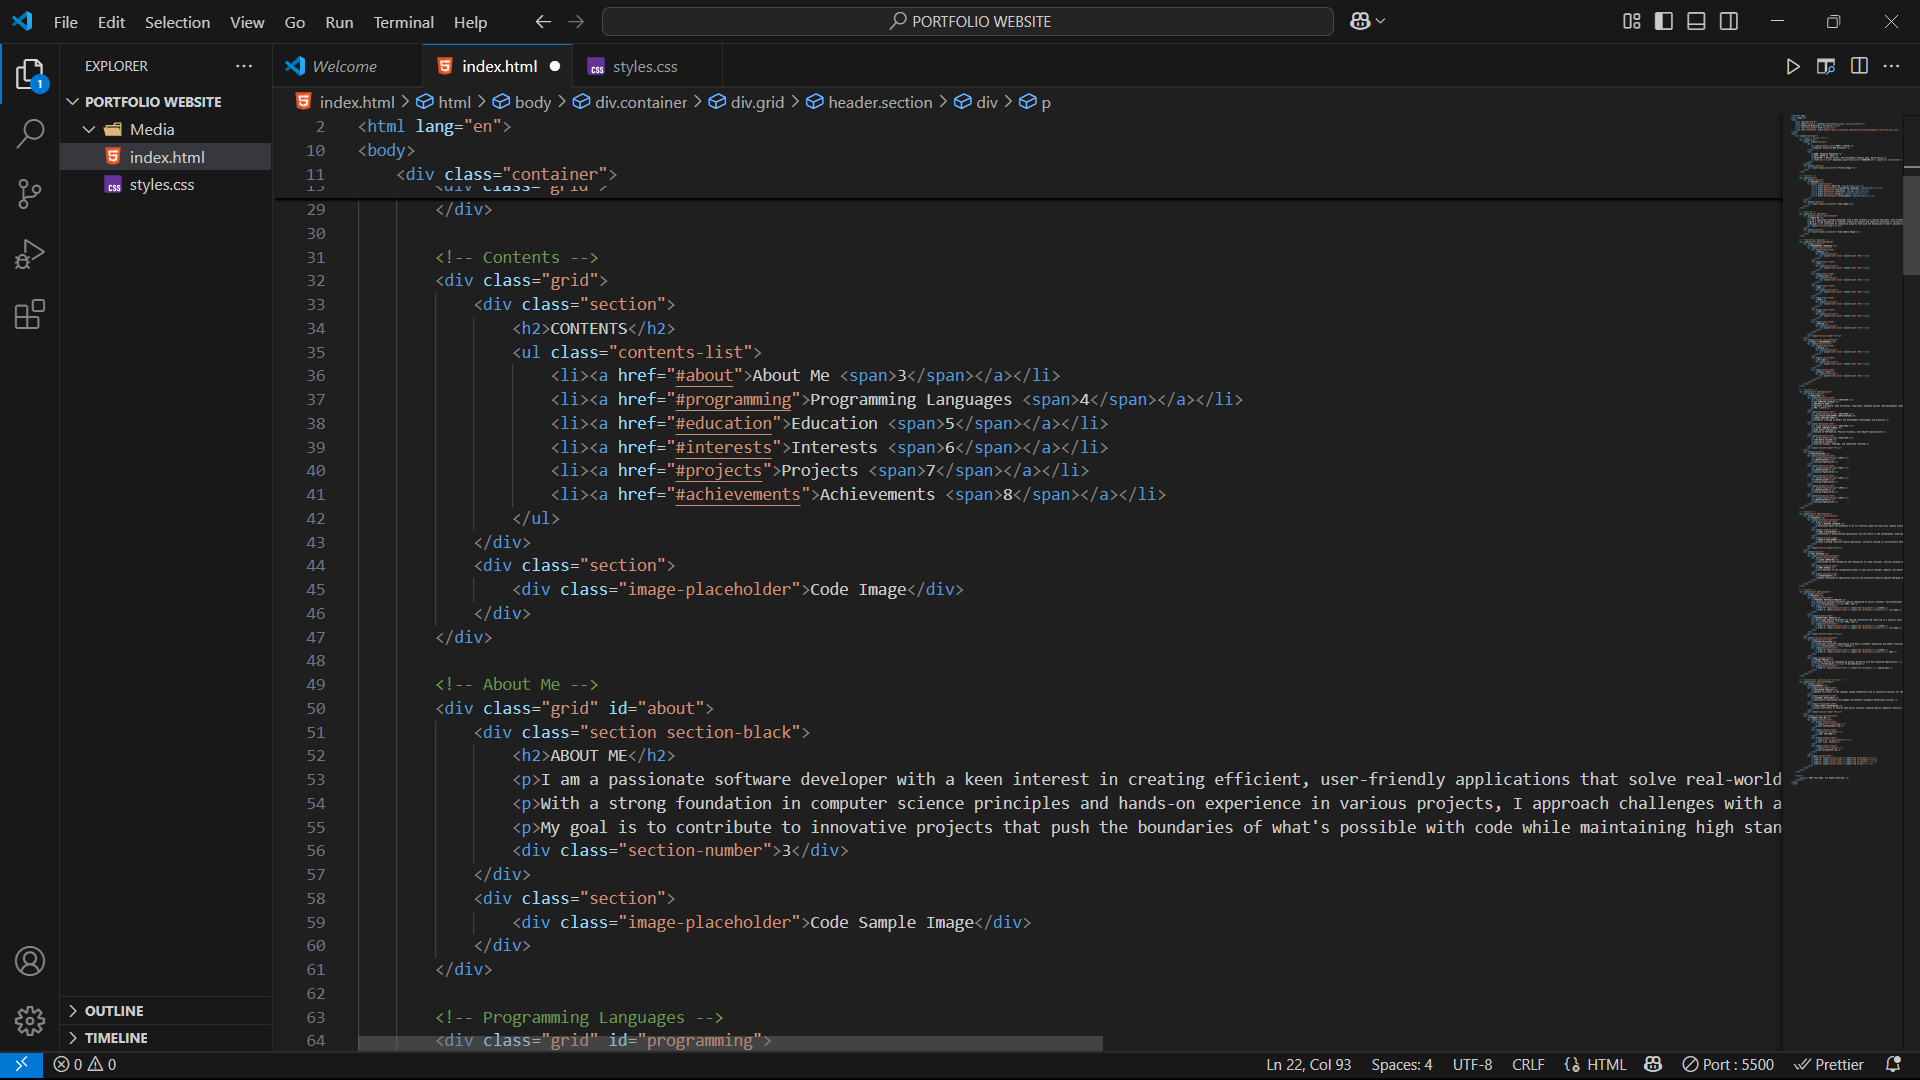 File Edit Selection View Go Run Terminal Help
PORTFOLIO WEBSITE
EXPLORER
Welcome
index.html
styles.css
1
PORTFOLIO WEBSITE
Media
index.html
styles.css
OUTLINE
TIMELINE
index.html > html > body > div.container > div.grid > header.section > div > p
2 <html lang="en">
10 <body>
11 <div class="container">
13 <div class="grid">
29 </div>
30
31 <!-- Contents -->
32 <div class="grid">
33 <div class="section">
34 <h2>CONTENTS</h2>
35 <ul class="contents-list">
36 <li><a href="#about">About Me <span>3</span></a></li>
37 <li><a href="#programming">Programming Languages <span>4</span></a></li>
38 <li><a href="#education">Education <span>5</span></a></li>
39 <li><a href="#interests">Interests <span>6</span></a></li>
40 <li><a href="#projects">Projects <span>7</span></a></li>
41 <li><a href="#achievements">Achievements <span>8</span></a></li>
42 </ul>
43 </div>
44 <div class="section">
45 <div class="image-placeholder">Code Image</div>
46 </div>
47 </div>
48
49 <!-- About Me -->
50 <div class="grid" id="about">
51 <div class="section section-black">
52 <h2>ABOUT ME</h2>
53 <p>I am a passionate software developer with a keen interest in creating efficient, user-friendly applications that solve real-world
54 <p>With a strong foundation in computer science principles and hands-on experience in various projects, I approach challenges with a
55 <p>My goal is to contribute to innovative projects that push the boundaries of what's possible with code while maintaining high stan
56 <div class="section-number">3</div>
57 </div>
58 <div class="section">
59 <div class="image-placeholder">Code Sample Image</div>
60 </div>
61 </div>
62
63 <!-- Programming Languages -->
64 <div class="grid" id="programming">
0 0
Ln 22, Col 93 Spaces: 4 UTF-8 CRLF HTML Port : 5500 Prettier